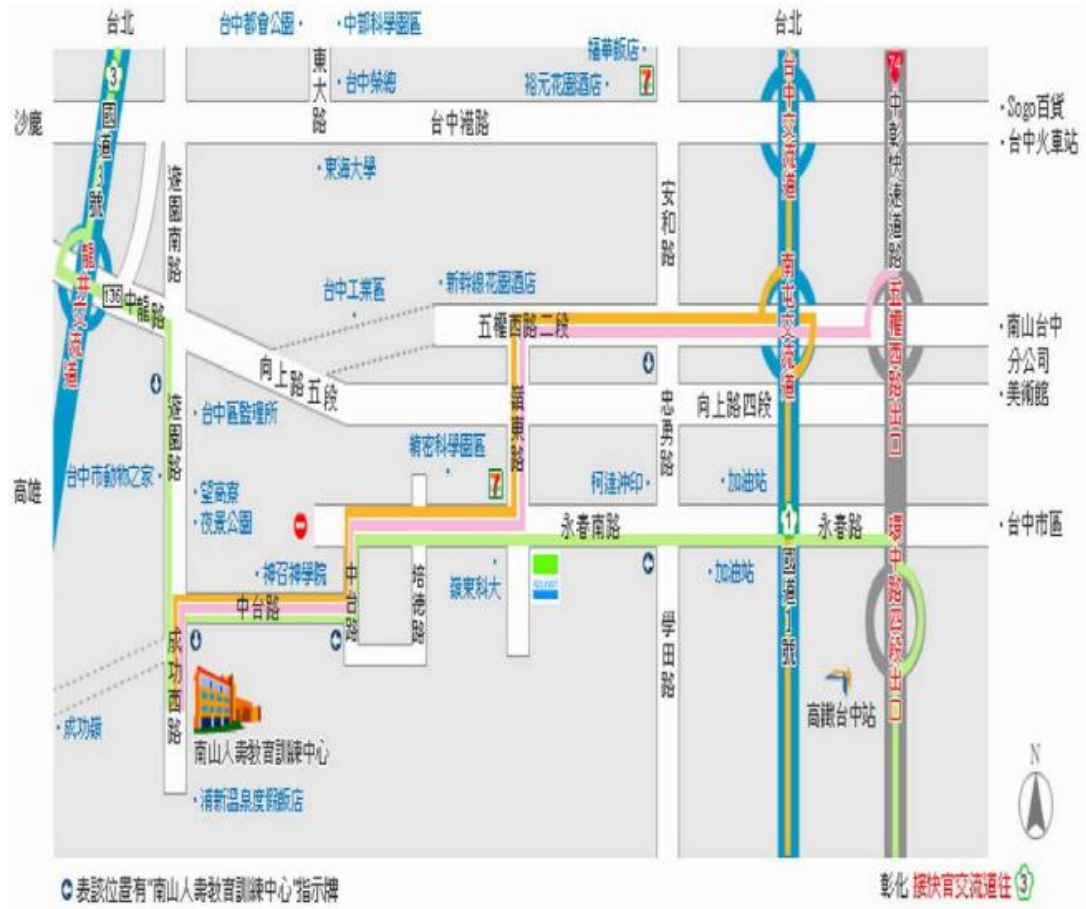 台北
台中都會公園・
・中部科學園區
台北
福華飯店・
裕元花園酒店・
7
東大路
・台中榮總
3
國道3號
沙鹿
台中港路
台中交流道
74
中彰快速道路
・Sogo百貨
・台中火車站
・東海大學
遊園南路
安和路
龍井交流道
136
中龍路
台中工業區
・新幹線花園酒店
南屯交流道
五權西路二段
五權西路出口
・南山台中
分公司
・美術館
向上路五段
嶺東路
忠勇路
向上路四段
遊園路
・台中區監理所
台中市動物之家・
精密科學園區
7
柯達沖印・
・加油站
高雄
・望高寮
・夜景公園
永春南路
1
永春路
・台中市區
國道1號
環中路四段出口
・神召神學院
中台路
中台路
培德路
嶺東科大
・加油站
學田路
成功西路
高鐵台中站
・成功嶺
南山人壽教育訓練中心
・清新溫泉度假飯店
N
表該位置有"南山人壽教育訓練中心"指示牌
彰化 接快官交流道往 3